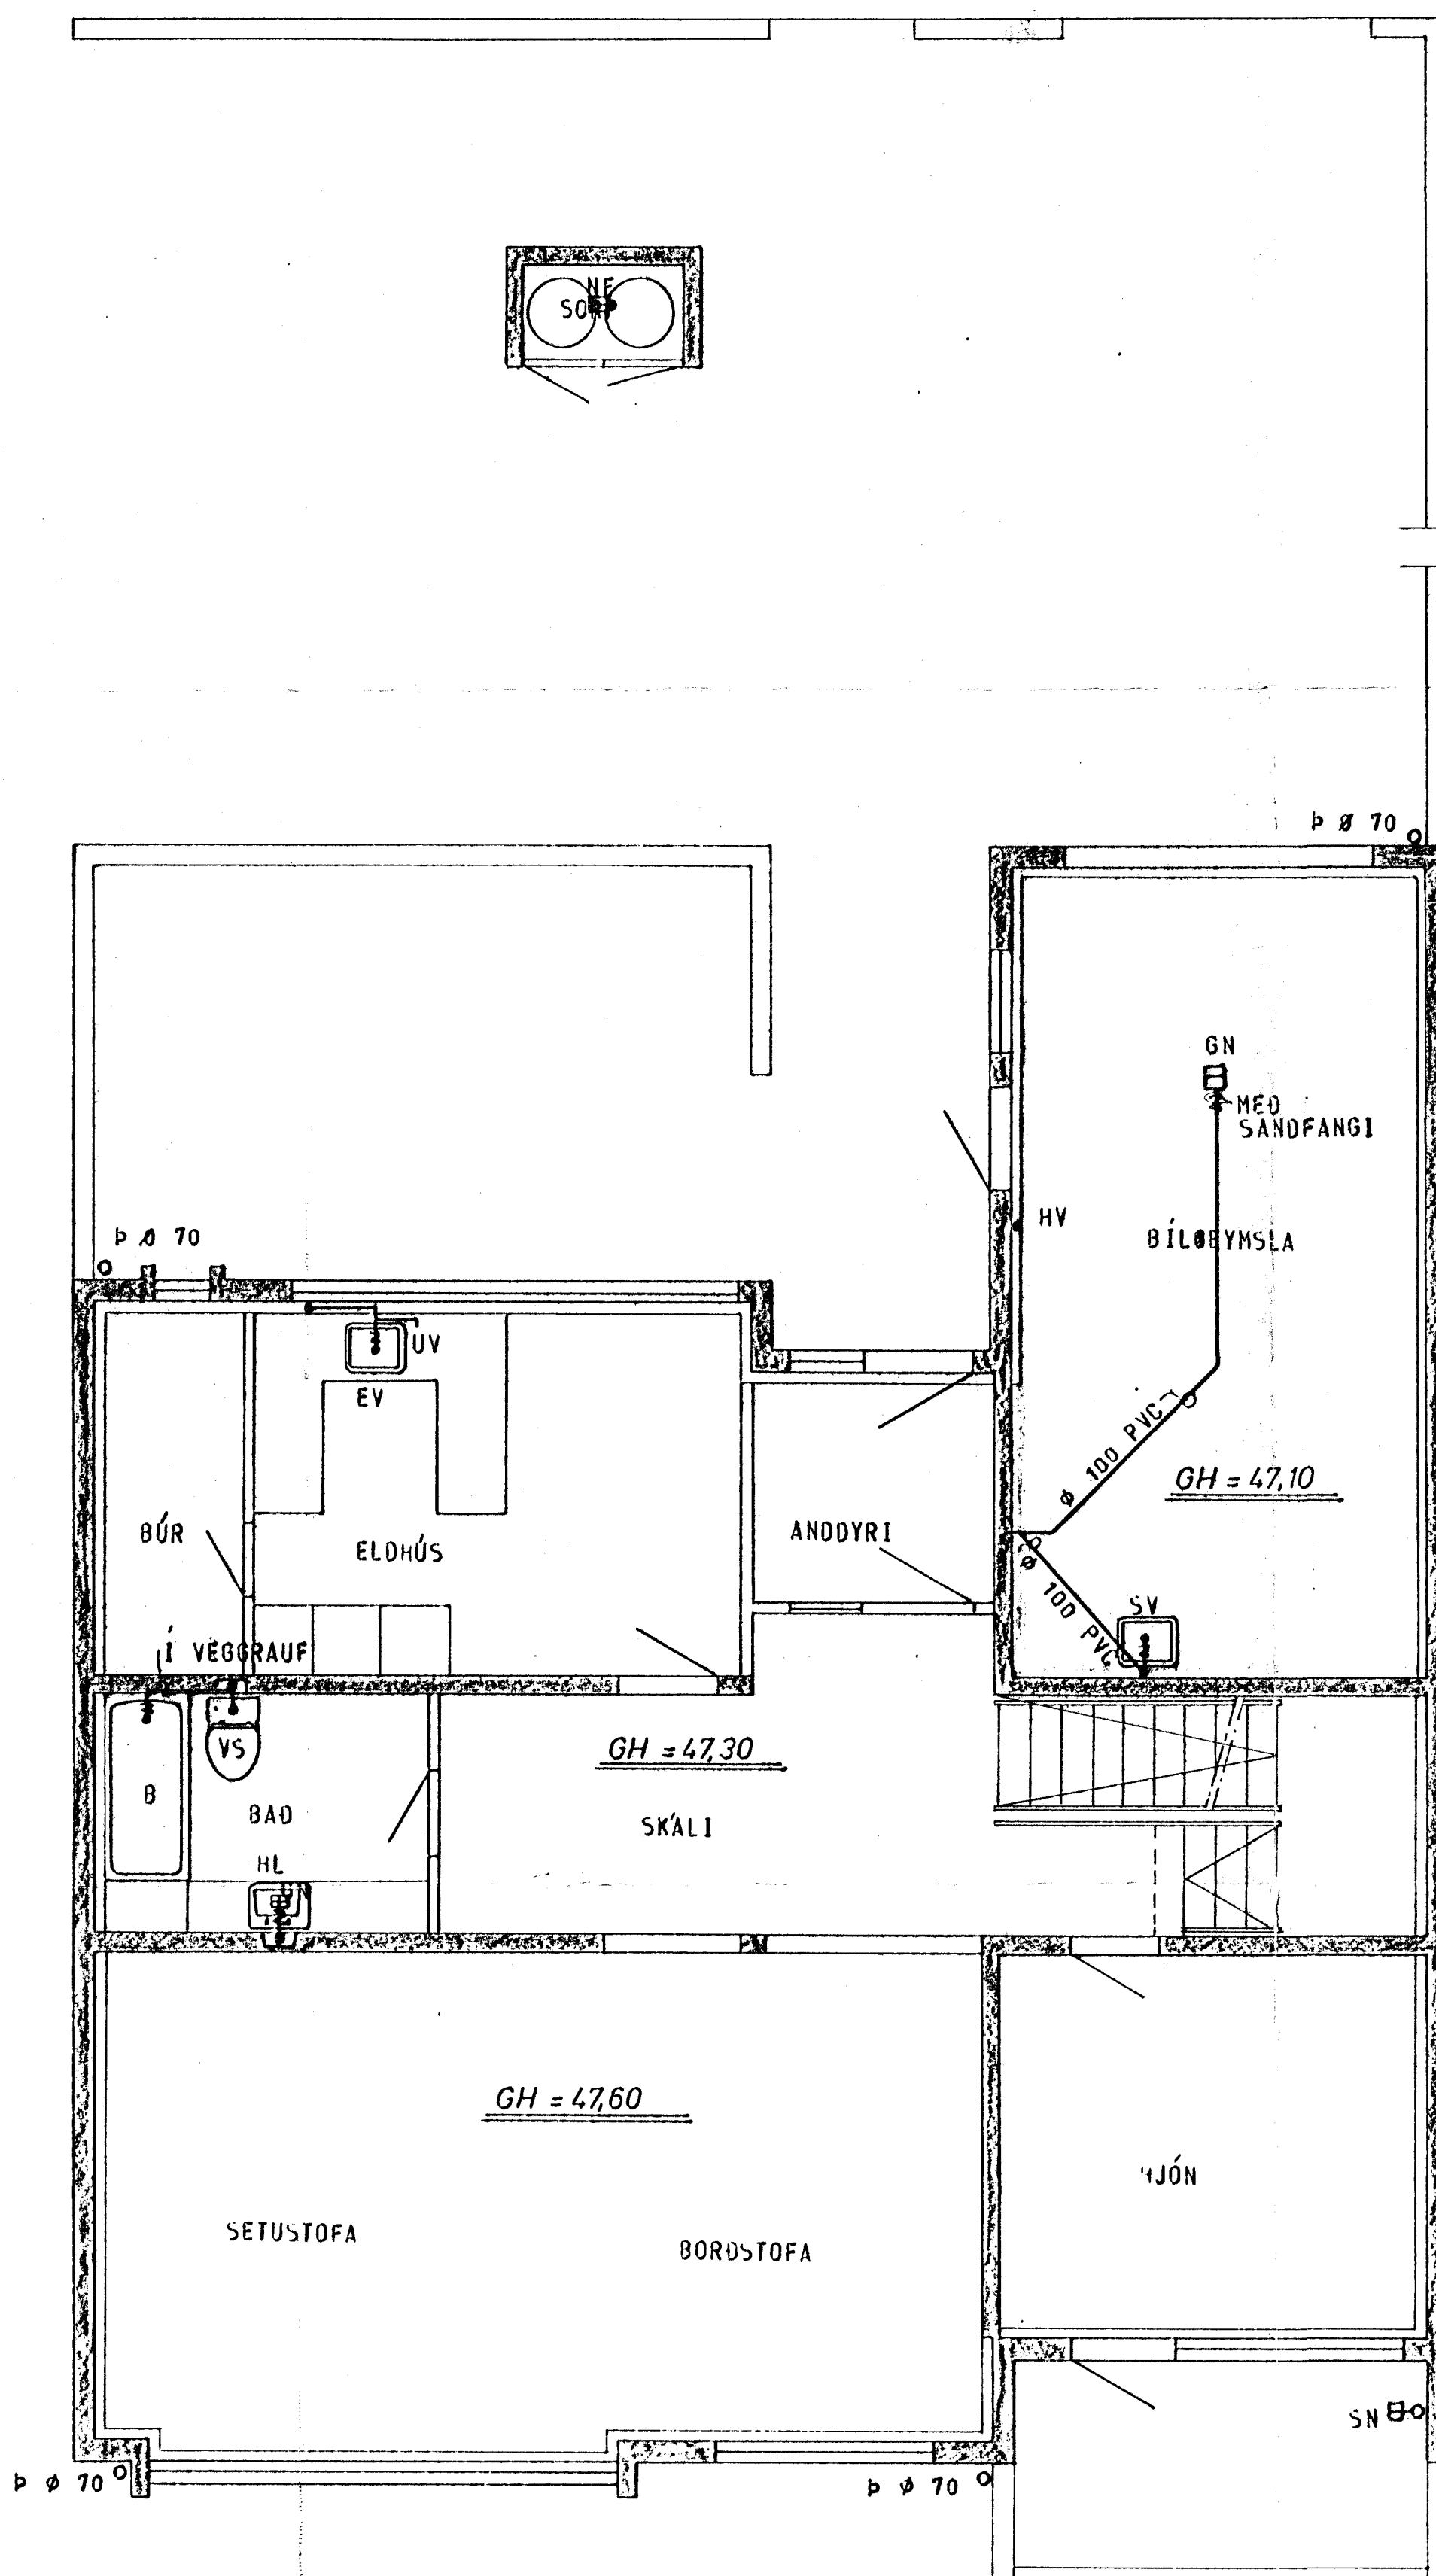 NF
SORP
Þ Ø 70
GN
MEÐ
SANDFANGI
HV
BÍLGEYMSLA
Þ Ø 70
UV
EV
Ø 100 PVC
GH = 47,10
BÚR
ELDHÚS
ANDDYRI
Ø 100 PVC
SV
Í VEGGRAUF
VS
GH = 47,30
B
BAÐ
SKÁLI
HL
GH = 47,60
HJÓN
SETUSTOFA
BORÐSTOFA
SN
Þ Ø 70
Þ Ø 70